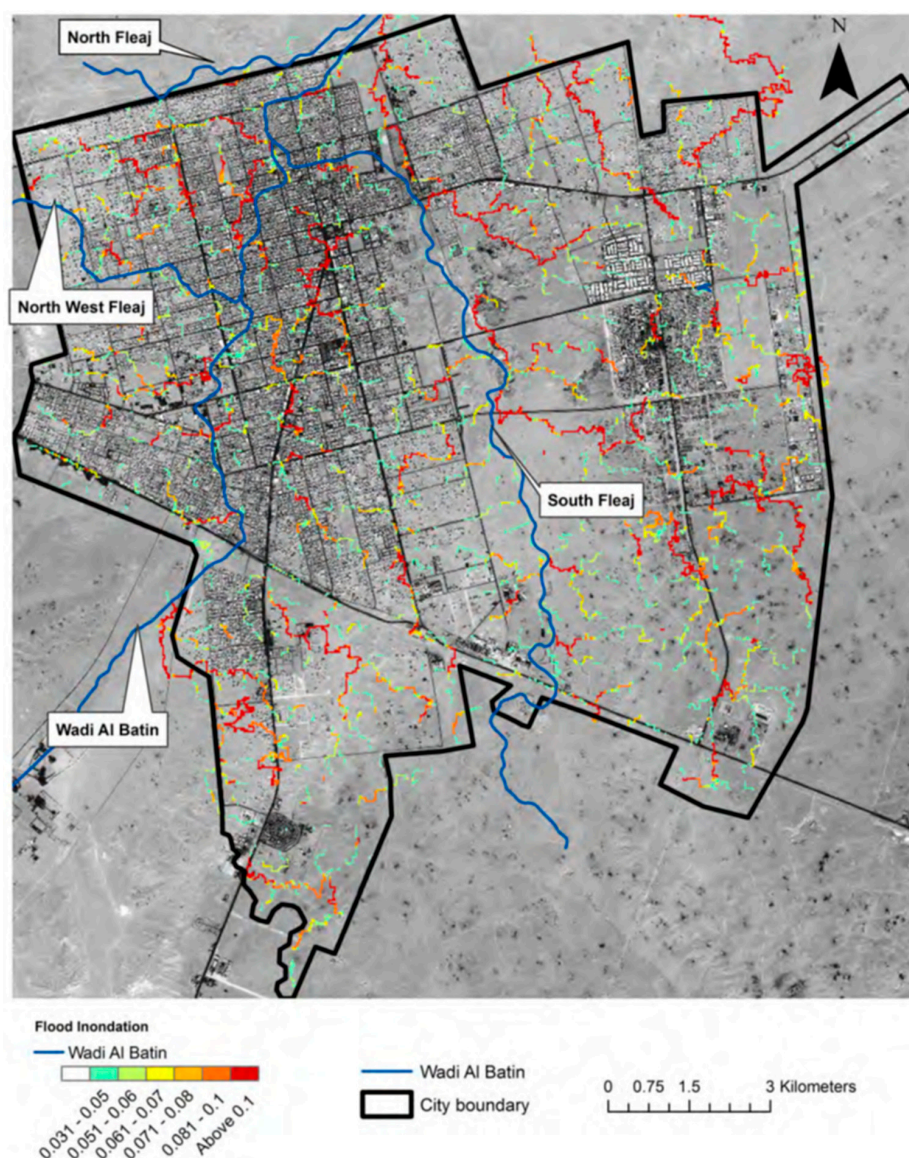 North Fleaj
N
North West Fleaj
South Fleaj
Wadi Al Batin
Flood Inondation
Wadi Al Batin
0.031 - 0.05
0.051 - 0.06
0.061 - 0.07
0.071 - 0.08
0.081 - 0.1
Above 0.1
Wadi Al Batin
City boundary
0 0.75 1.5 3 Kilometers